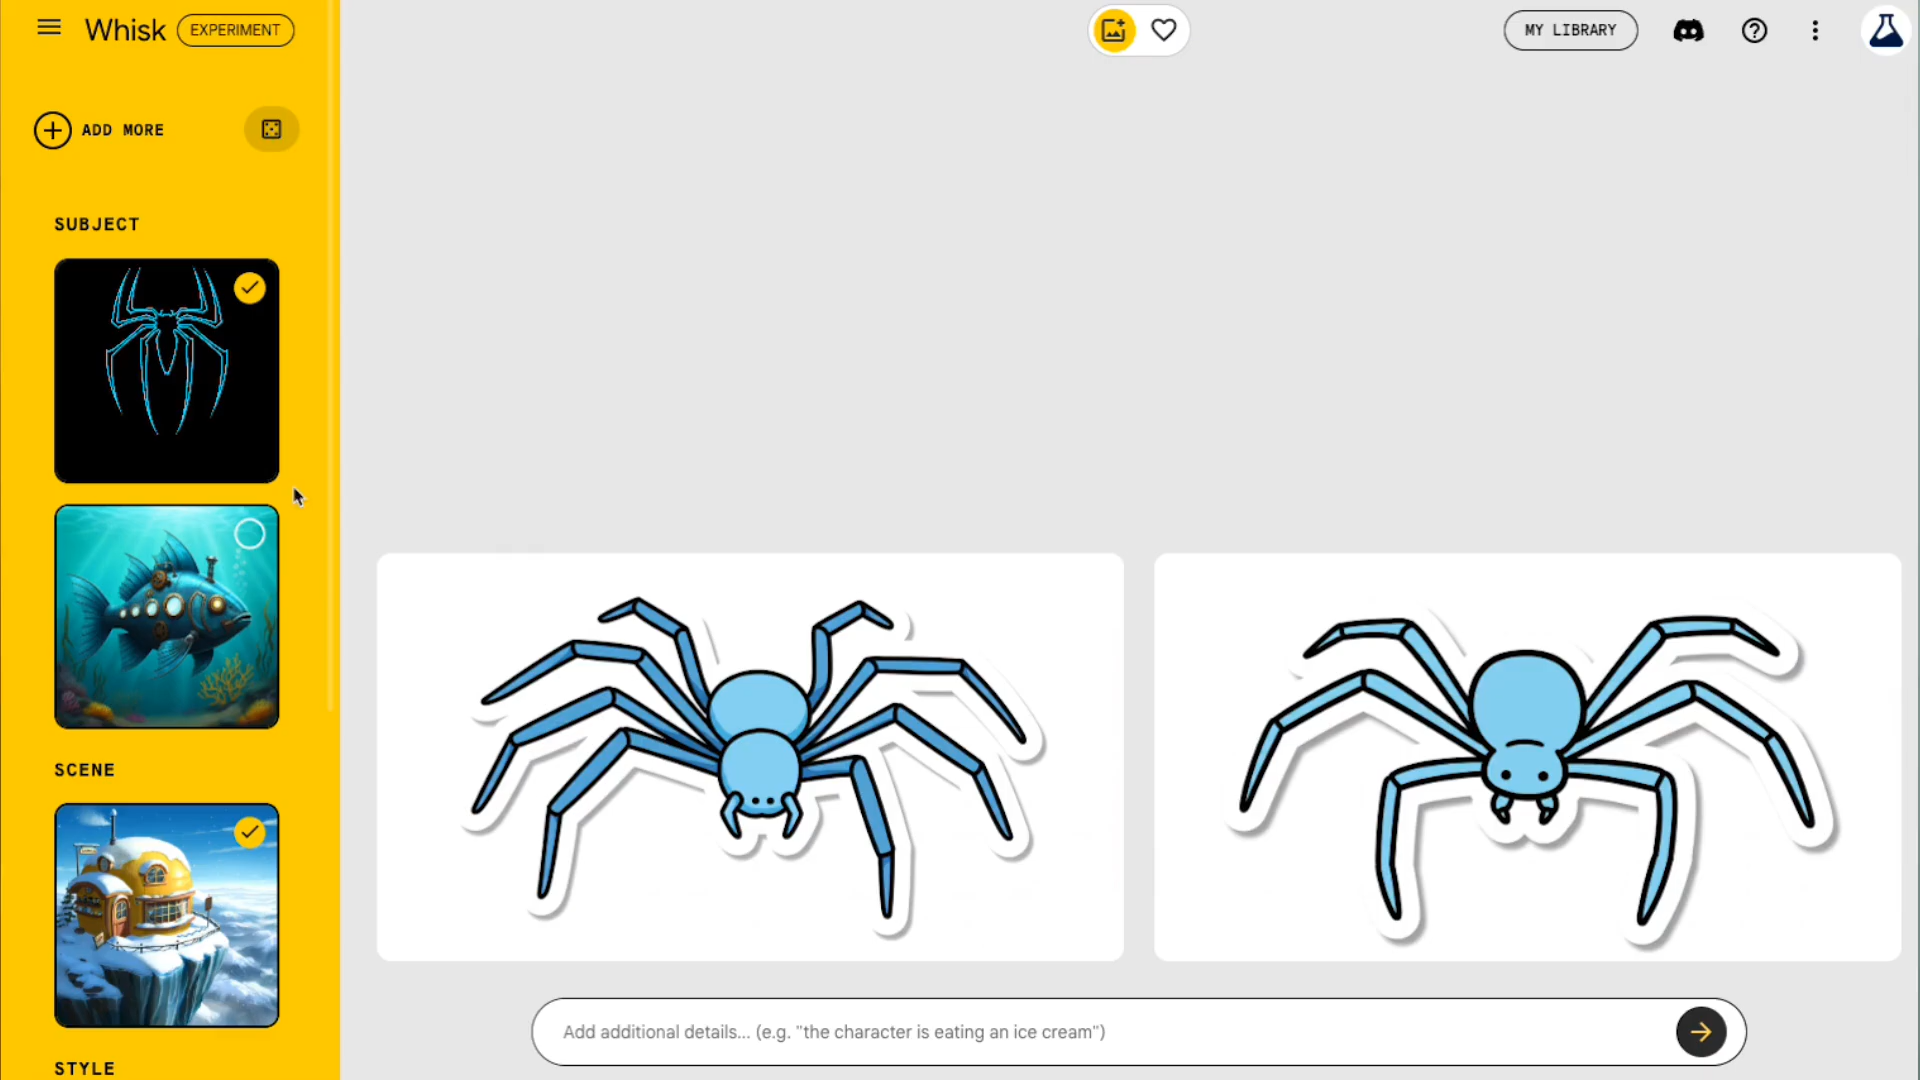 Whisk EXPERIMENT
MY LIBRARY
ADD MORE
SUBJECT
SCENE
STYLE
Add additional details... (e.g. "the character is eating an ice cream")